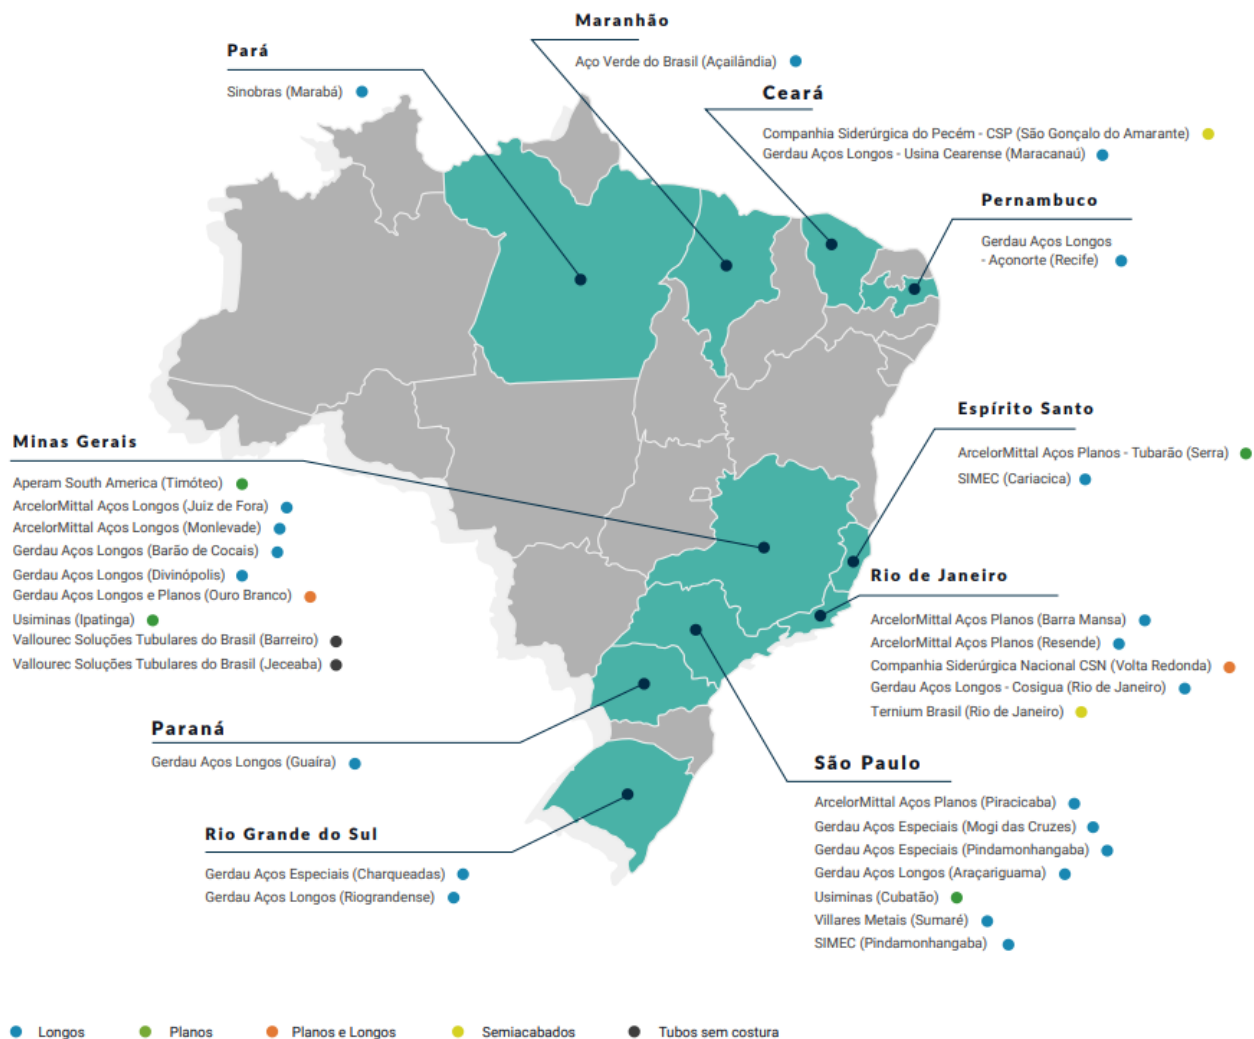 Maranhão
Aço Verde do Brasil (Açailândia)
Pará
Sinobras (Marabá)
Ceará
Companhia Siderúrgica do Pecém - CSP (São Gonçalo do Amarante)
Gerdau Aços Longos - Usina Cearense (Maracanaú)
Pernambuco
Gerdau Aços Longos
- Açonorte (Recife)
Espírito Santo
ArcelorMittal Aços Planos - Tubarão (Serra)
SIMEC (Cariacica)
Minas Gerais
Aperam South America (Timóteo)
ArcelorMittal Aços Longos (Juiz de Fora)
ArcelorMittal Aços Longos (Monlevade)
Gerdau Aços Longos (Barão de Cocais)
Gerdau Aços Longos (Divinópolis)
Gerdau Aços Longos e Planos (Ouro Branco)
Usiminas (Ipatinga)
Vallourec Soluções Tubulares do Brasil (Barreiro)
Vallourec Soluções Tubulares do Brasil (Jeceaba)
Rio de Janeiro
ArcelorMittal Aços Planos (Barra Mansa)
ArcelorMittal Aços Planos (Resende)
Companhia Siderúrgica Nacional CSN (Volta Redonda)
Gerdau Aços Longos - Cosigua (Rio de Janeiro)
Ternium Brasil (Rio de Janeiro)
Paraná
Gerdau Aços Longos (Guaíra)
São Paulo
ArcelorMittal Aços Planos (Piracicaba)
Gerdau Aços Especiais (Mogi das Cruzes)
Gerdau Aços Especiais (Pindamonhangaba)
Gerdau Aços Longos (Araçariguama)
Usiminas (Cubatão)
Villares Metais (Sumaré)
SIMEC (Pindamonhangaba)
Rio Grande do Sul
Gerdau Aços Especiais (Charqueadas)
Gerdau Aços Longos (Riograndense)
Longos
Planos
Planos e Longos
Semiacabados
Tubos sem costura